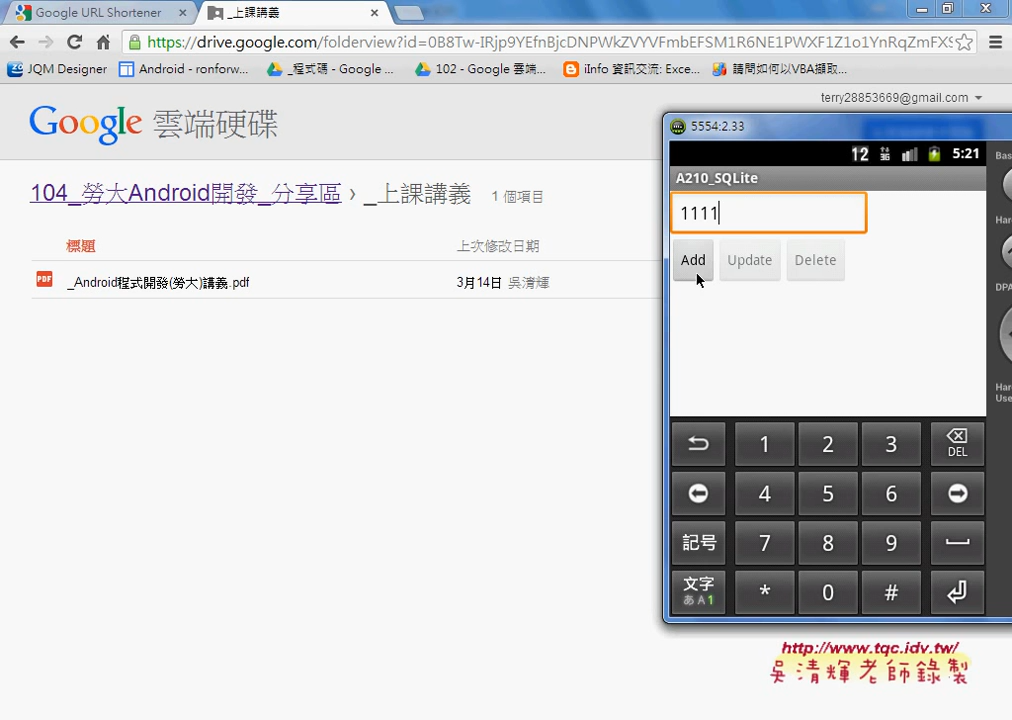 Google URL Shortener
_上課講義
https://drive.google.com/folderview?id=0B8Tw-IRjp9YEfnBjcDNPWkZVYVFmbEFSM1R6NE1PWXF1Z1o1YnRqZmFXS
JQM Designer
Android - ronforw...
_程式碼 - Google ...
102 - Google 雲端...
iInfo 資訊交流: Exce...
請問如何以VBA擷取...
terry28853669@gmail.com
Google 雲端硬碟
104_勞大Android開發_分享區 › _上課講義 1 個項目
標題 上次修改日期
PDF _Android程式開發(勞大)講義.pdf 3月14日 吳清輝
5554:2.33
12 3G 5:21
A210_SQLite
1111
Add Update Delete
1 2 3 DEL
4 5 6
記号 7 8 9
文字 あA1 * 0 #
Bas
Har
DPA
Har
Use
http://www.tqc.idv.tw/
吳清輝老師錄製